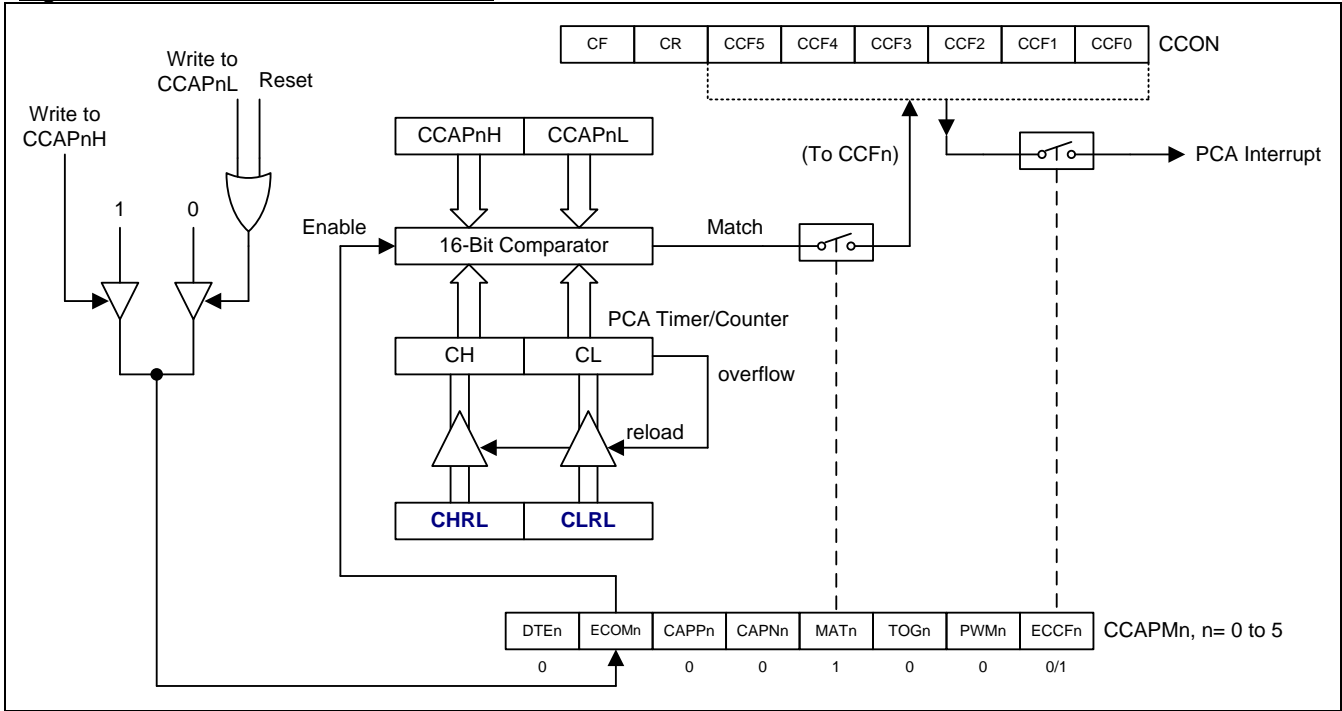 CF CR CCF5 CCF4 CCF3 CCF2 CCF1 CCF0 CCON
Write to
CCAPnL
Reset
Write to
CCAPnH
CCAPnH CCAPnL
(To CCFn)
PCA Interrupt
1 0
Enable
16-Bit Comparator
Match
PCA Timer/Counter
CH CL
overflow
reload
CHRL CLRL
DTEn ECOMn CAPPn CAPNn MATn TOGn PWMn ECCFn CCAPMn, n= 0 to 5
0 0 0 1 0 0 0/1